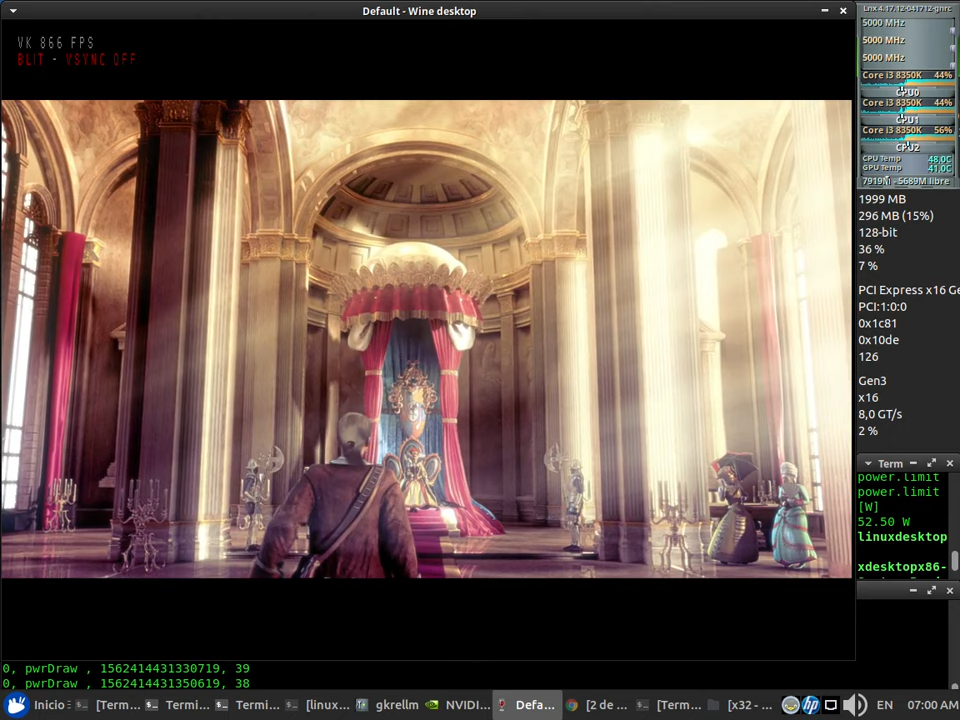 Default - Wine desktop
VK 866 FPS
BLIT - VSYNC OFF
Lnx 4.17.12-041712-gnrc
5000 MHz
5000 MHz
5000 MHz
Core i3 8350K 44%
CPU0
Core i3 8350K 44%
CPU1
Core i3 8350K 56%
CPU2
CPU Temp 48,0C
GPU Temp 41,0C
7919M - 5689M libre
1999 MB
296 MB (15%)
128-bit
36 %
7 %
PCI Express x16 Ge
PCI:1:0:0
0x1c81
0x10de
126
Gen3
x16
8,0 GT/s
2 %
Term
power.limit
power.limit
[W]
52.50 W
linuxdesktop
xdesktopx86-
0, pwrDraw , 1562414431330719, 39
0, pwrDraw , 1562414431350619, 38
Inicio [Term... Termi... Termi... [linux... gkrellm NVIDI... Defa... [2 de ... [Term... [x32 - ... hp EN 07:00 AM